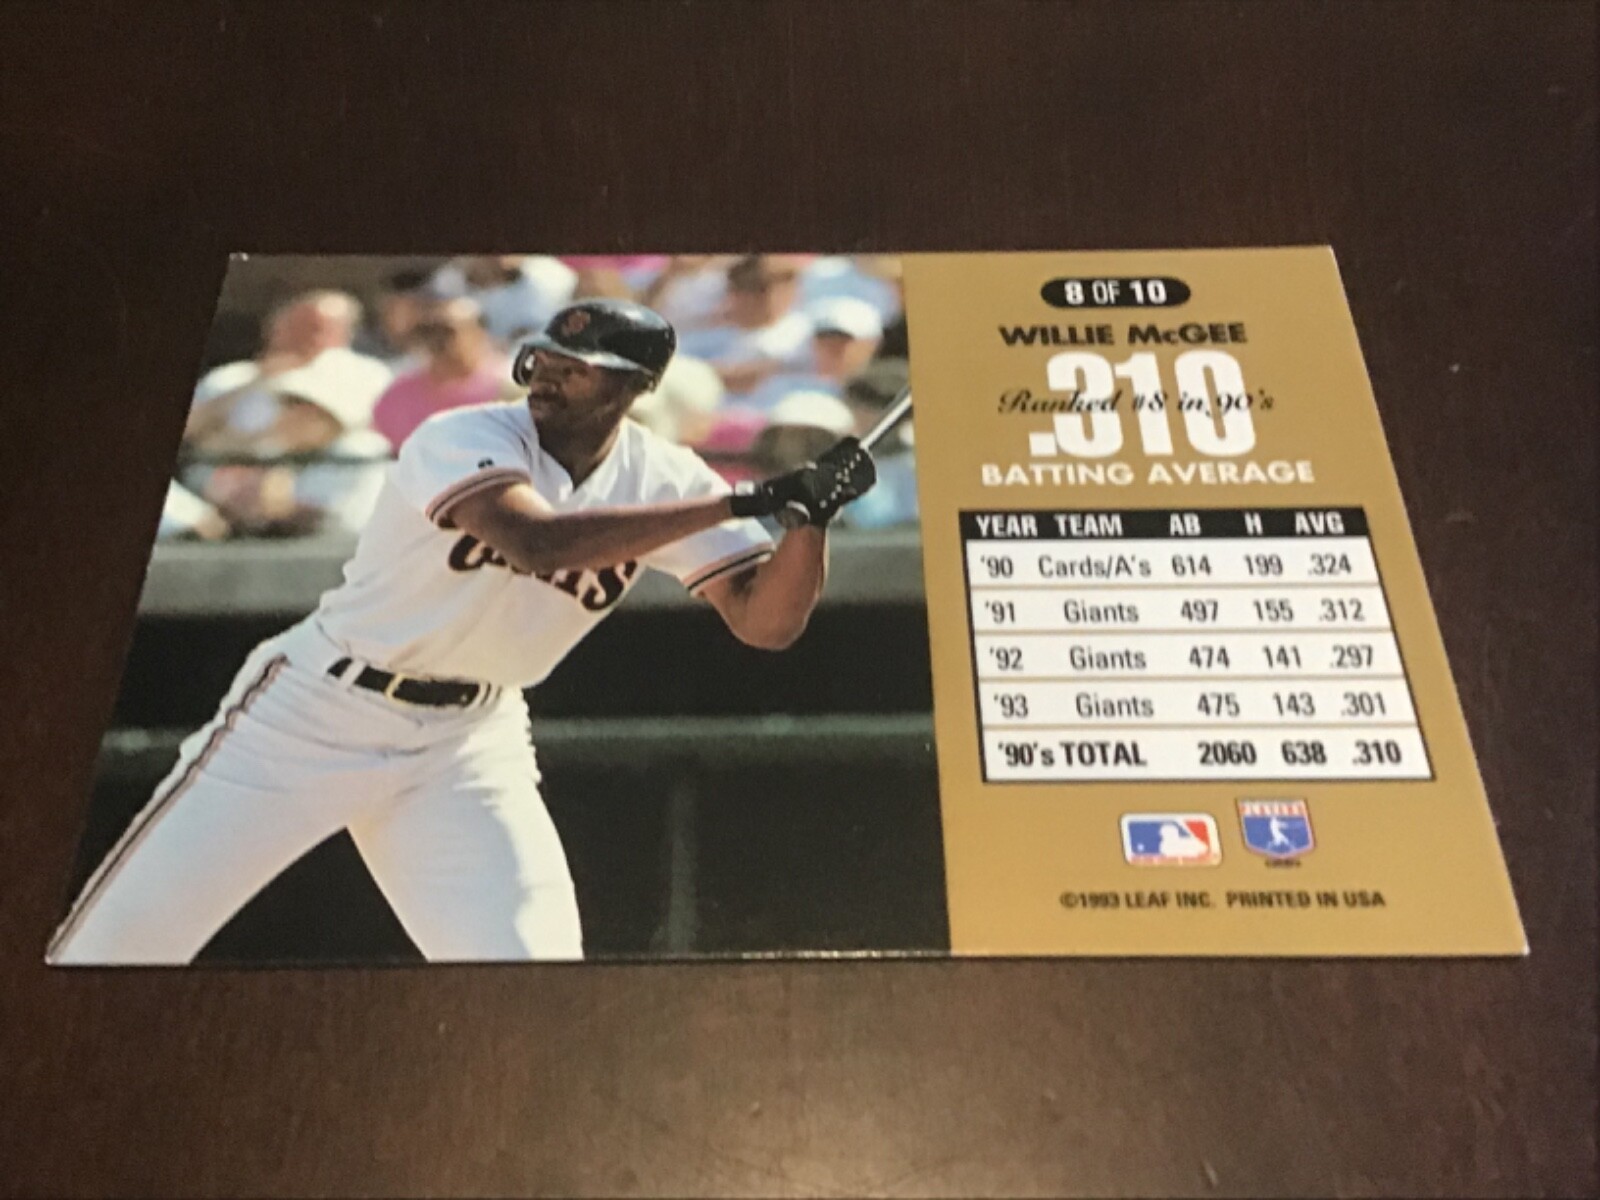 8 OF 10
WILLIE McGEE
.310
Ranked #8 in 90's
BATTING AVERAGE
YEAR TEAM AB H AVG
'90 Cards/A's 614 199 .324
'91 Giants 497 155 .312
'92 Giants 474 141 .297
'93 Giants 475 143 .301
'90's TOTAL 2060 638 .310
PLAYERS
©1993 LEAF INC. PRINTED IN USA
GIANTS